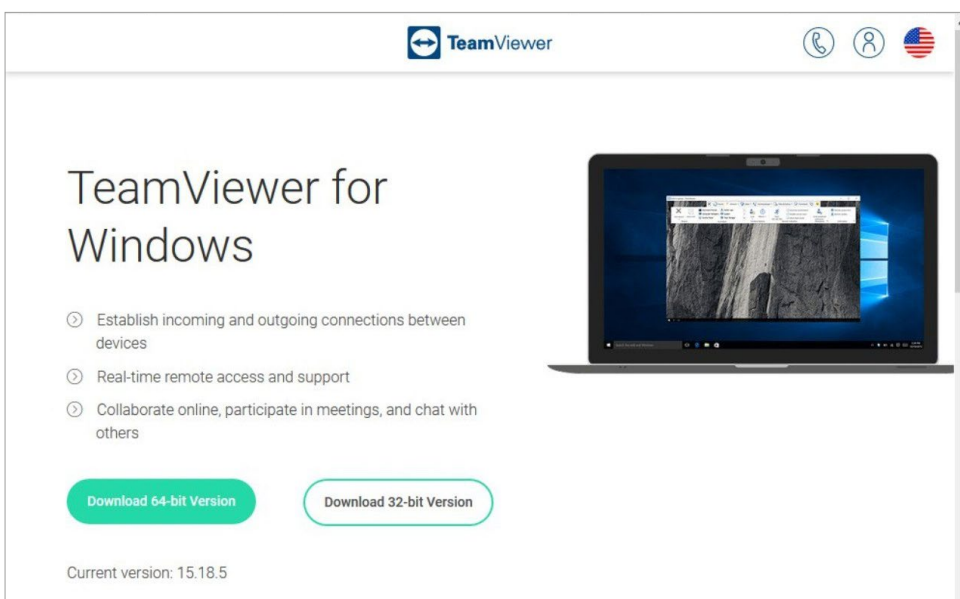 TeamViewer
TeamViewer for
Windows
Establish incoming and outgoing connections between
devices
Real-time remote access and support
Collaborate online, participate in meetings, and chat with
others
Download 64-bit Version
Download 32-bit Version
Current version: 15.18.5